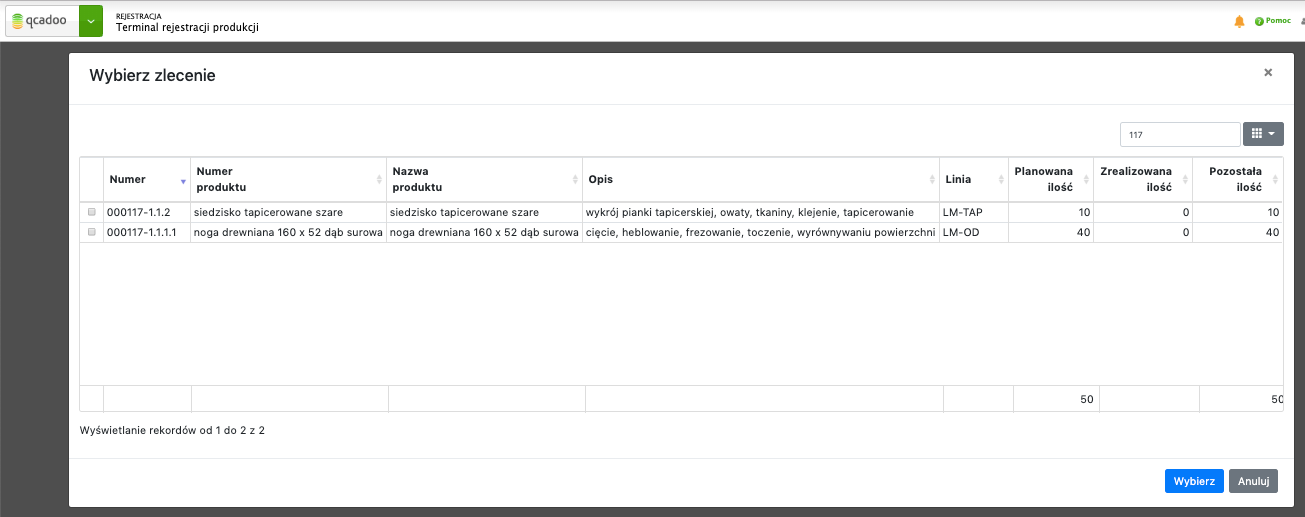 qcadoo
REJESTRACJA
Terminal rejestracji produkcji
Pomoc
Wybierz zlecenie
×
117
Numer
Numer produktu
Nazwa produktu
Opis
Linia
Planowana ilość
Zrealizowana ilość
Pozostała ilość
000117-1.1.2 siedzisko tapicerowane szare siedzisko tapicerowane szare wykrój pianki tapicerskiej, owaty, tkaniny, klejenie, tapicerowanie LM-TAP 10 0 10
000117-1.1.1.1 noga drewniana 160 x 52 dąb surowa noga drewniana 160 x 52 dąb surowa cięcie, heblowanie, frezowanie, toczenie, wyrównywaniu powierzchni LM-OD 40 0 40
50 50
Wyświetlanie rekordów od 1 do 2 z 2
Wybierz Anuluj